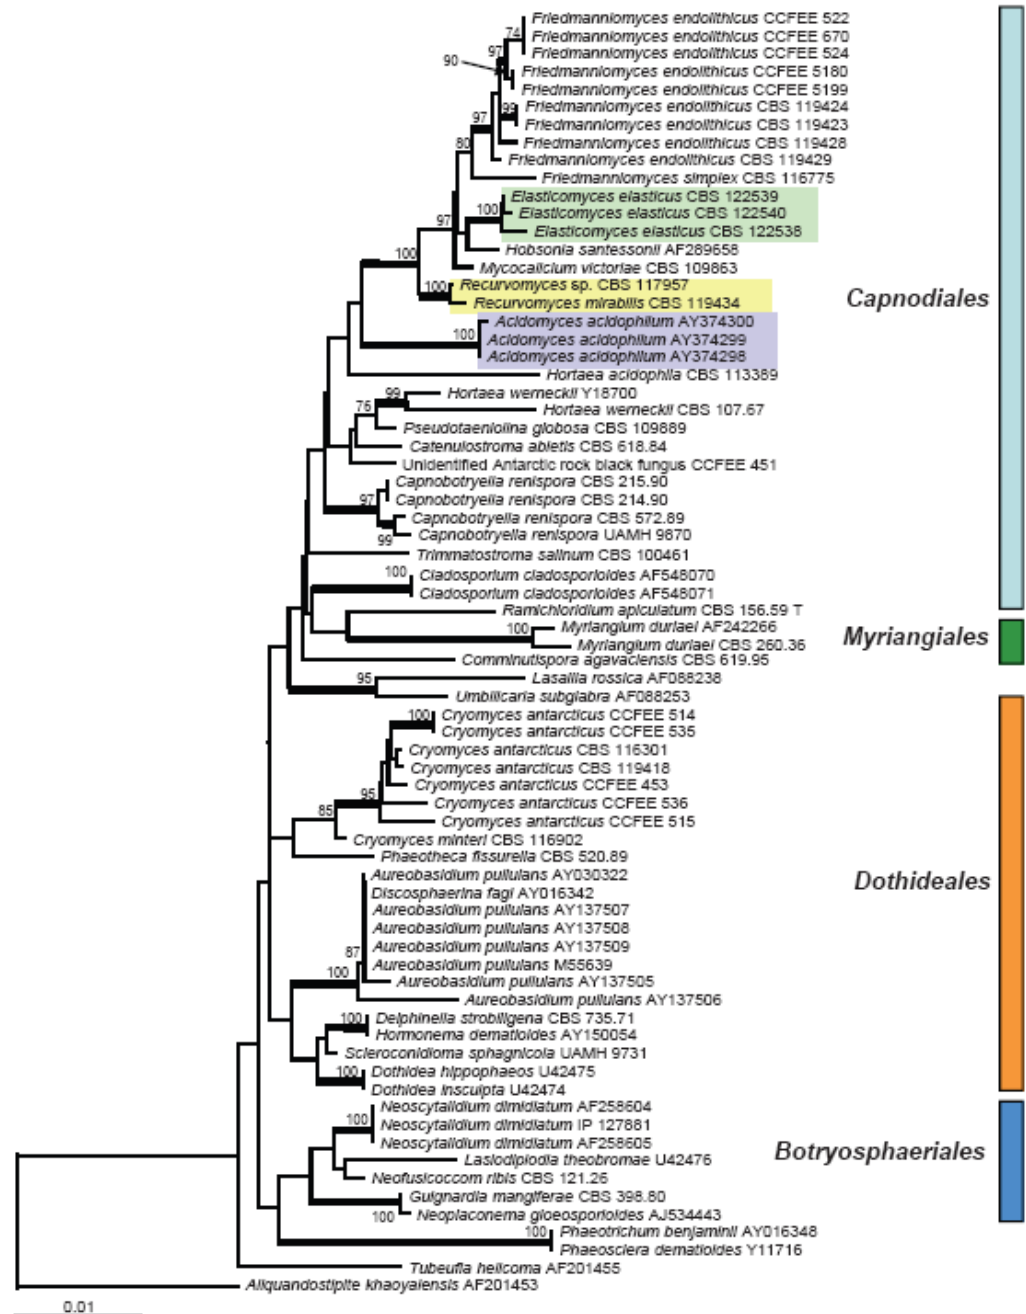 Friedmanniomyces endolithicus CCFEE 522
74
Friedmanniomyces endolithicus CCFEE 670
97
Friedmanniomyces endolithicus CCFEE 524
90
Friedmanniomyces endolithicus CCFEE 5180
Friedmanniomyces endolithicus CCFEE 5199
99
Friedmanniomyces endolithicus CBS 119424
97
Friedmanniomyces endolithicus CBS 119423
80
Friedmanniomyces endolithicus CBS 119428
Friedmanniomyces endolithicus CBS 119429
Friedmanniomyces simplex CBS 116775
Elasticomyces elasticus CBS 122539
100
Elasticomyces elasticus CBS 122540
97
Elasticomyces elasticus CBS 122538
Hobsonia santessonii AF289658
100
Mycocalicium victoriae CBS 109863
100
Recurvomyces sp. CBS 117957
Recurvomyces mirabilis CBS 119434
Capnodiales
Acidomyces acidophilum AY374300
100
Acidomyces acidophilum AY374299
Acidomyces acidophilum AY374298
Hortaea acidophila CBS 113389
99
Hortaea werneckii Y18700
76
Hortaea werneckii CBS 107.67
Pseudotaeniolina globosa CBS 109889
Catenulostroma abietis CBS 618.84
Unidentified Antarctic rock black fungus CCFEE 451
Capnobotryella renispora CBS 215.90
97
Capnobotryella renispora CBS 214.90
Capnobotryella renispora CBS 572.89
99
Capnobotryella renispora UAMH 9870
Trimmatostroma salinum CBS 100461
100
Cladosporium cladosporioides AF548070
Cladosporium cladosporioides AF548071
Ramichloridium apiculatum CBS 156.59 T
100
Myriangium duriaei AF242266
Myriangiales
Myriangium duriaei CBS 260.36
Comminutispora agavaciensis CBS 619.95
95
Lasallia rossica AF088238
Umbilicaria subglabra AF088253
100
Cryomyces antarcticus CCFEE 514
Cryomyces antarcticus CCFEE 535
Cryomyces antarcticus CBS 116301
Cryomyces antarcticus CBS 119418
Cryomyces antarcticus CCFEE 453
95
Cryomyces antarcticus CCFEE 536
85
Cryomyces antarcticus CCFEE 515
Cryomyces minteri CBS 116902
Phaeotheca fissurella CBS 520.89
Aureobasidium pullulans AY030322
Dothideales
Discosphaerina fagi AY016342
Aureobasidium pullulans AY137507
Aureobasidium pullulans AY137508
Aureobasidium pullulans AY137509
87
Aureobasidium pullulans M55639
100
Aureobasidium pullulans AY137505
Aureobasidium pullulans AY137506
100
Delphinella strobiligena CBS 735.71
Hormonema dematioides AY150054
Scleroconidioma sphagnicola UAMH 9731
100
Dothidea hippophaeos U42475
Dothidea insculpta U42474
Neoscytalidium dimidiatum AF258604
100
Neoscytalidium dimidiatum IP 127881
Neoscytalidium dimidiatum AF258605
Botryosphaeriales
Lasiodiplodia theobromae U42476
Neofusicoccom ribis CBS 121.26
Guignardia mangiferae CBS 398.80
100
Neoplaconema gloeosporioides AJ534443
100
Phaeotrichum benjaminii AY016348
Phaeosclera dematioides Y11716
Tubeufia helicoma AF201455
Aliquandostipite khaoyaiensis AF201453
0.01